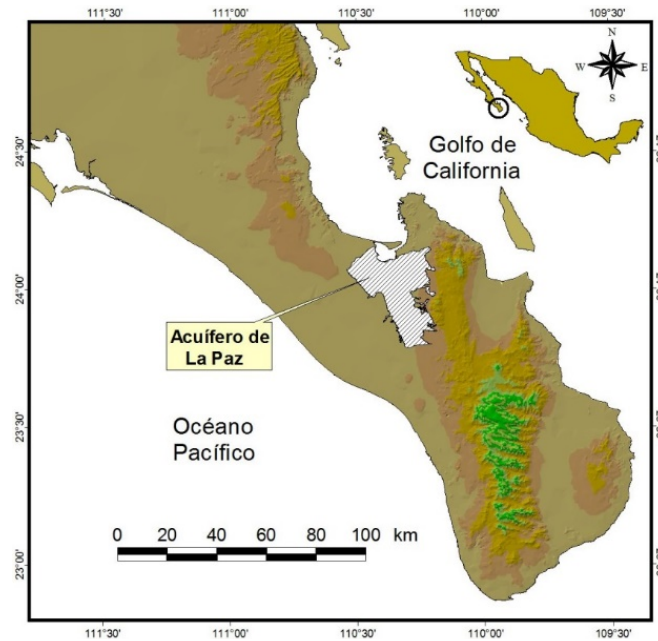 111°30' 111°00' 110°30' 110°00' 109°30'
N
W E
S
24°30'
Golfo de
California
24°00'
Acuífero de
La Paz
Océano
Pacífico
23°30'
0 20 40 60 80 100 km
23°00'
111°30' 111°00' 110°30' 110°00' 109°30'